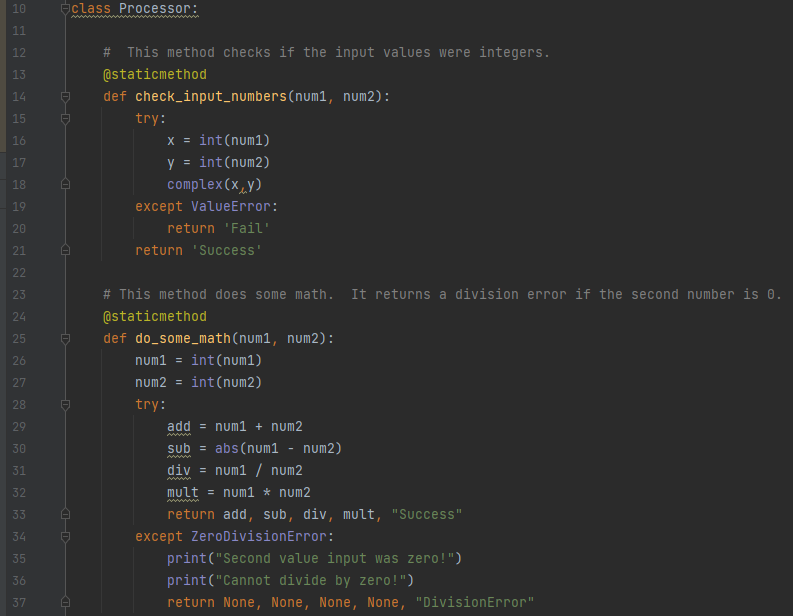 10 class Processor:
11
12     #  This method checks if the input values were integers.
13     @staticmethod
14     def check_input_numbers(num1, num2):
15         try:
16             x = int(num1)
17             y = int(num2)
18             complex(x,y)
19         except ValueError:
20             return 'Fail'
21         return 'Success'
22
23     # This method does some math.  It returns a division error if the second number is 0.
24     @staticmethod
25     def do_some_math(num1, num2):
26         num1 = int(num1)
27         num2 = int(num2)
28         try:
29             add = num1 + num2
30             sub = abs(num1 - num2)
31             div = num1 / num2
32             mult = num1 * num2
33             return add, sub, div, mult, "Success"
34         except ZeroDivisionError:
35             print("Second value input was zero!")
36             print("Cannot divide by zero!")
37             return None, None, None, None, "DivisionError"